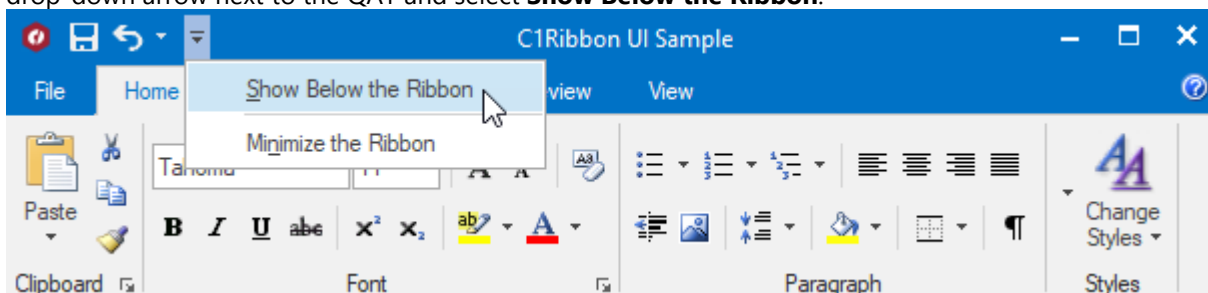 drop-down arrow next to the QAT and select Show Below the Ribbon.
C1Ribbon UI Sample
File Home view View
Show Below the Ribbon
Minimize the Ribbon
Paste
B I U abc x² x₂ ab A
Change
Styles
Clipboard Font Paragraph Styles